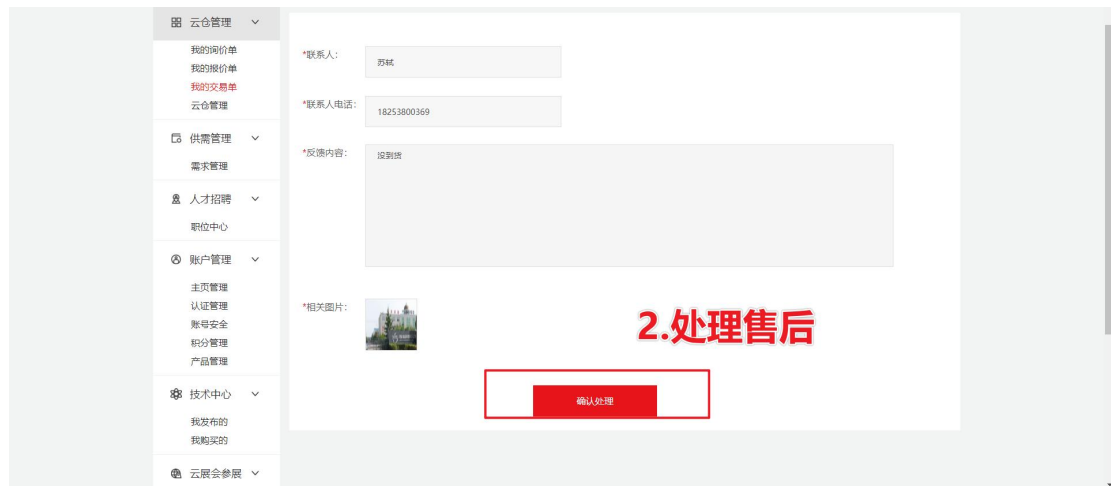 云仓管理
我的询价单
我的报价单
我的交易单
云仓管理
供需管理
需求管理
人才招聘
职位中心
账户管理
主页管理
认证管理
账号安全
积分管理
产品管理
技术中心
我发布的
我购买的
云展会参展
*联系人：
苏轼
*联系人电话：
18253800369
*反馈内容：
没到货
*相关图片：
2.处理售后
确认处理